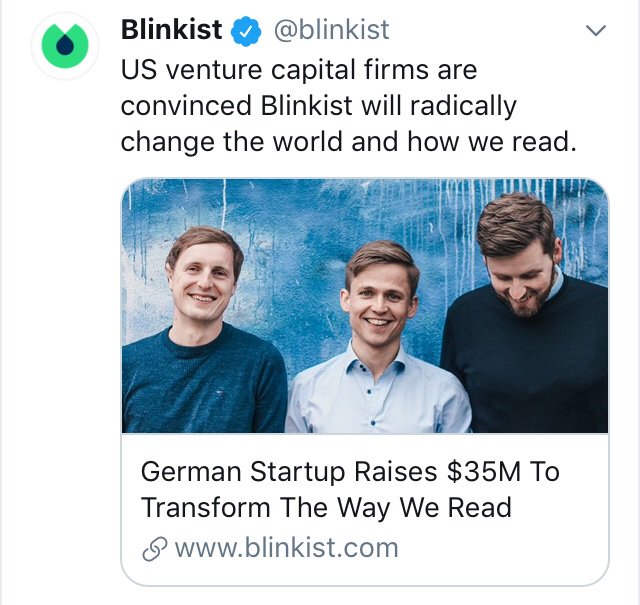 Blinkist @blinkist
US venture capital firms are
convinced Blinkist will radically
change the world and how we read.
German Startup Raises $35M To
Transform The Way We Read
www.blinkist.com